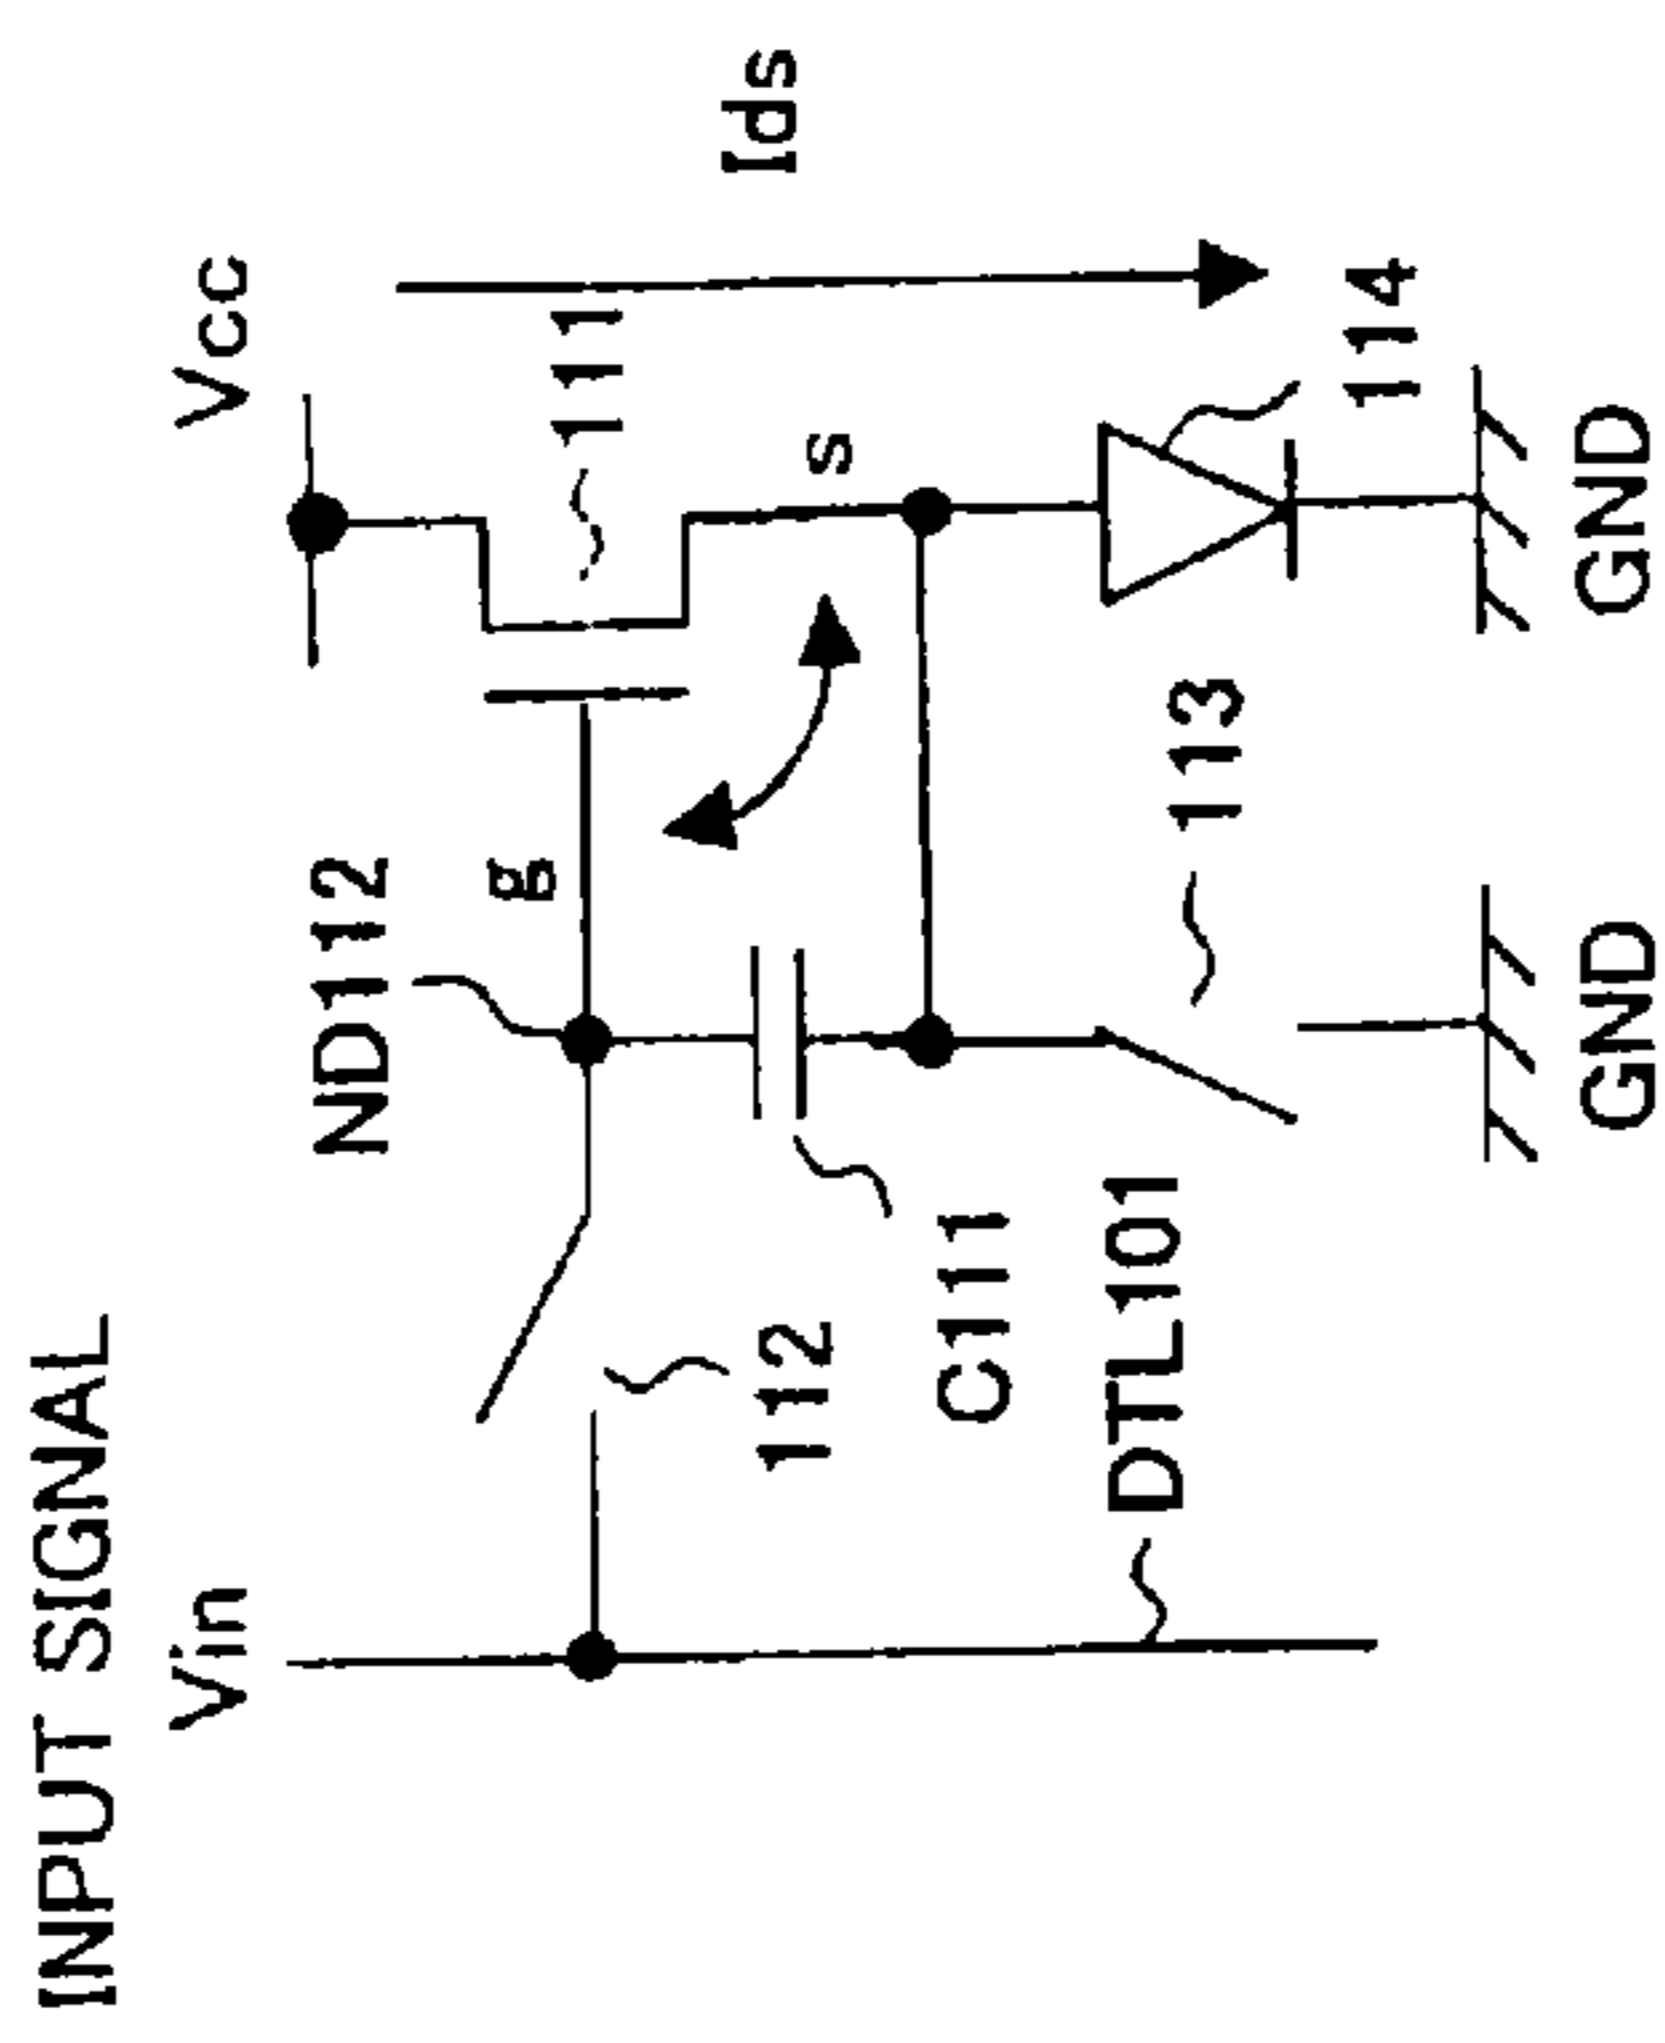 INPUT SIGNAL
Vin
Vcc
ND112
g
111
Ids
s
112
C111
DTL101
113
114
GND
GND